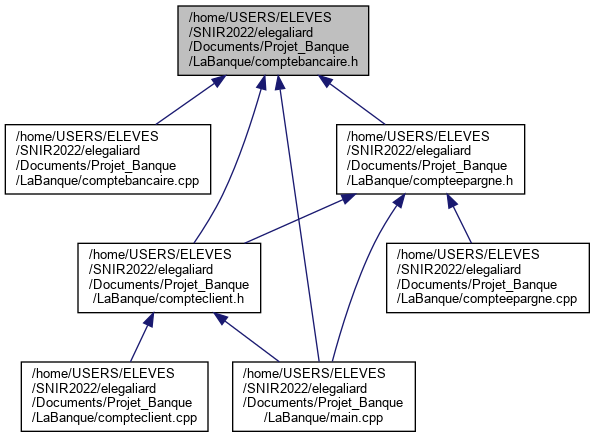 /home/USERS/ELEVES
/SNIR2022/elegaliard
/Documents/Projet_Banque
/LaBanque/comptebancaire.h
/home/USERS/ELEVES
/SNIR2022/elegaliard
/Documents/Projet_Banque
/LaBanque/comptebancaire.cpp
/home/USERS/ELEVES
/SNIR2022/elegaliard
/Documents/Projet_Banque
/LaBanque/compteepargne.h
/home/USERS/ELEVES
/SNIR2022/elegaliard
/Documents/Projet_Banque
/LaBanque/compteclient.h
/home/USERS/ELEVES
/SNIR2022/elegaliard
/Documents/Projet_Banque
/LaBanque/compteepargne.cpp
/home/USERS/ELEVES
/SNIR2022/elegaliard
/Documents/Projet_Banque
/LaBanque/compteclient.cpp
/home/USERS/ELEVES
/SNIR2022/elegaliard
/Documents/Projet_Banque
/LaBanque/main.cpp